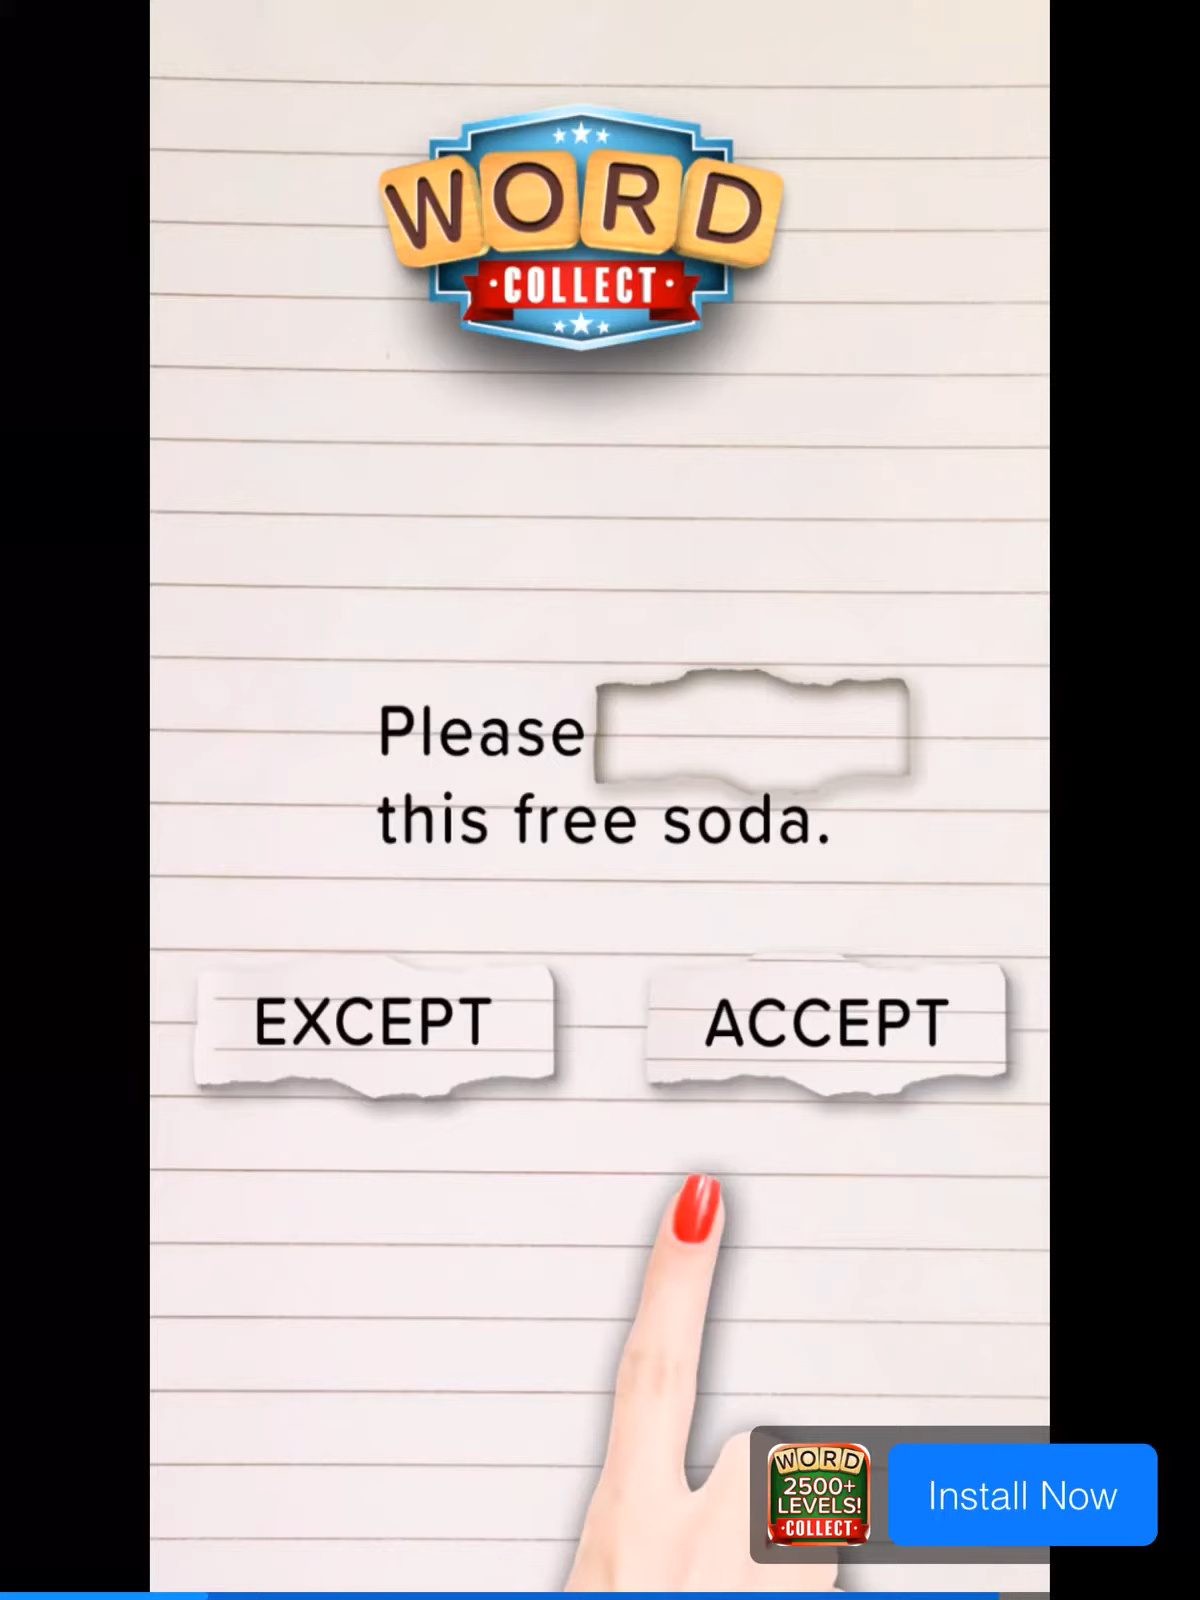 WORD
·COLLECT·
Please
this free soda.
EXCEPT
ACCEPT
WORD
2500+
LEVELS!
·COLLECT·
Install Now